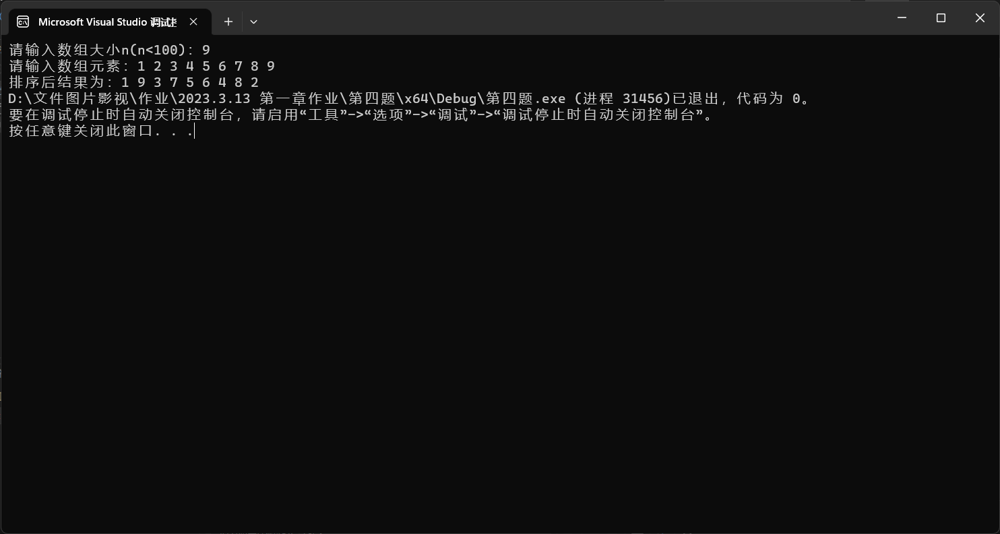 Microsoft Visual Studio 调试控
请输入数组大小n(n<100): 9
请输入数组元素: 1 2 3 4 5 6 7 8 9
排序后结果为: 1 9 3 7 5 6 4 8 2
D:\文件图片影视\作业\2023.3.13 第一章作业\第四题\x64\Debug\第四题.exe (进程 31456)已退出，代码为 0。
要在调试停止时自动关闭控制台，请启用“工具”->“选项”->“调试”->“调试停止时自动关闭控制台”。
按任意键关闭此窗口. . .